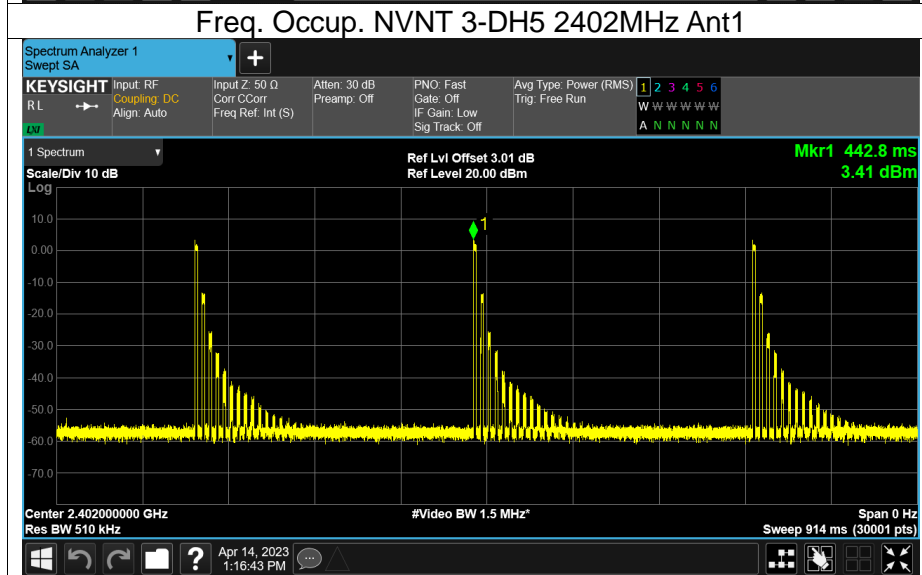 Freq. Occup. NVNT 3-DH5 2402MHz Ant1
Spectrum Analyzer 1
Swept SA
+
KEYSIGHT
R L
LXI
Input: RF
Coupling: DC
Align: Auto
Input Z: 50 Ω
Corr CCorr
Freq Ref: Int (S)
Atten: 30 dB
Preamp: Off
PNO: Fast
Gate: Off
IF Gain: Low
Sig Track: Off
Avg Type: Power (RMS)
Trig: Free Run
1 2 3 4 5 6
W W W W W W
A N N N N N
1 Spectrum
Scale/Div 10 dB
Ref Lvl Offset 3.01 dB
Ref Level 20.00 dBm
Mkr1 442.8 ms
3.41 dBm
Log
10.0
0.00
-10.0
-20.0
-30.0
-40.0
-50.0
-60.0
-70.0
1
Center 2.402000000 GHz
Res BW 510 kHz
#Video BW 1.5 MHz*
Span 0 Hz
Sweep 914 ms (30001 pts)
?
Apr 14, 2023
1:16:43 PM